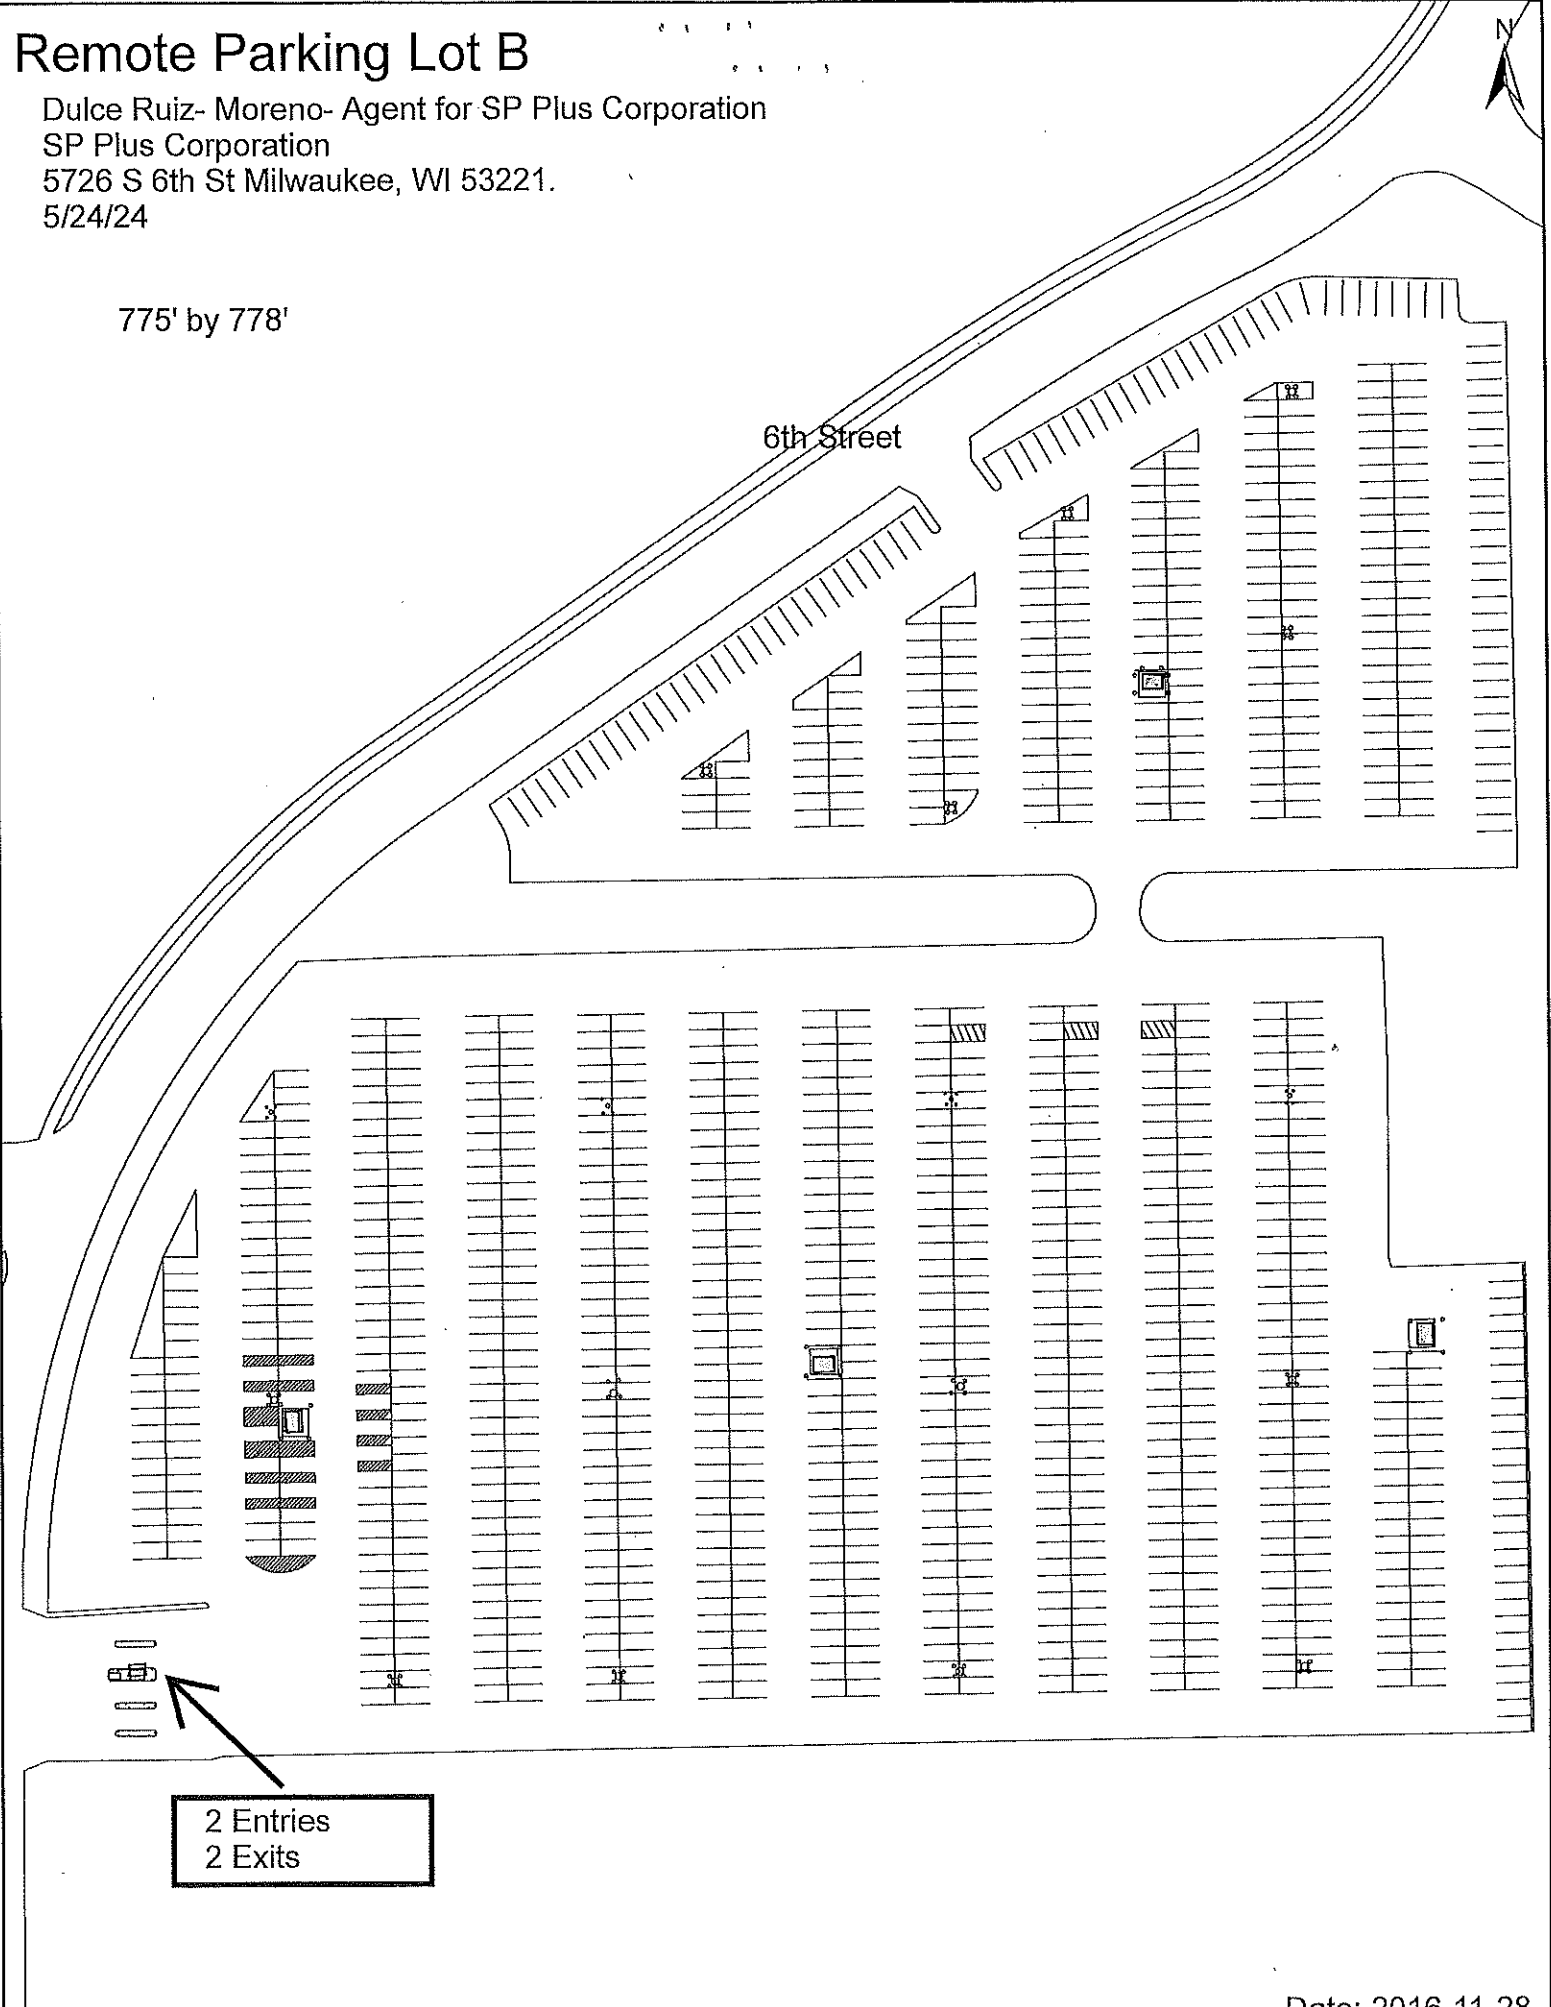 Remote Parking Lot B
N
Dulce Ruiz- Moreno- Agent for SP Plus Corporation
SP Plus Corporation
5726 S 6th St Milwaukee, WI 53221.
5/24/24
775' by 778'
6th Street
2 Entries
2 Exits
Date: 2016-11-28